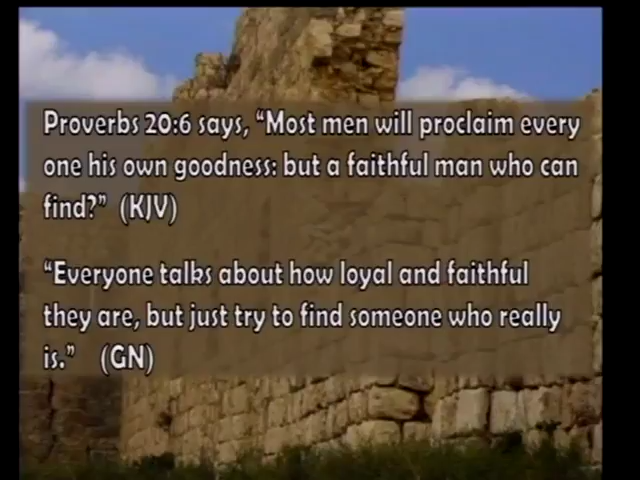 Proverbs 20:6 says, “Most men will proclaim every
one his own goodness: but a faithful man who can
find?” (KJV)
“Everyone talks about how loyal and faithful
they are, but just try to find someone who really
is.” (GN)